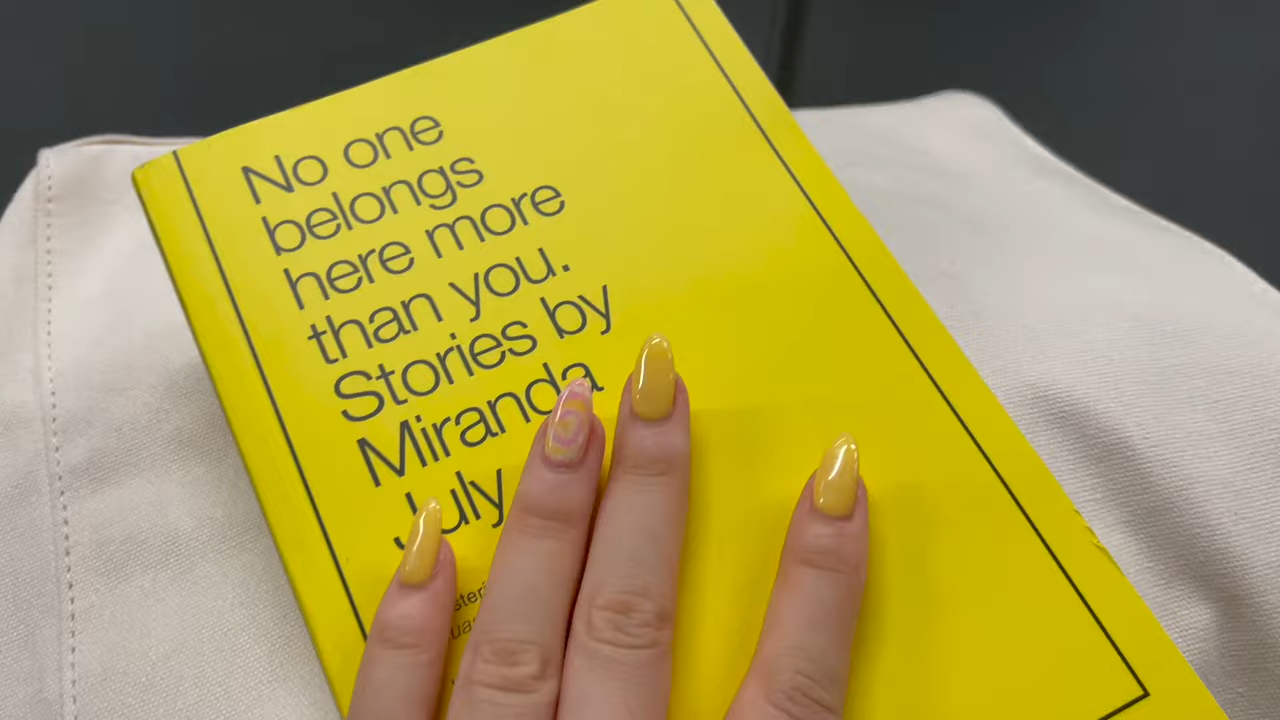 No one
belongs
here more
than you.
Stories by
Miranda
July